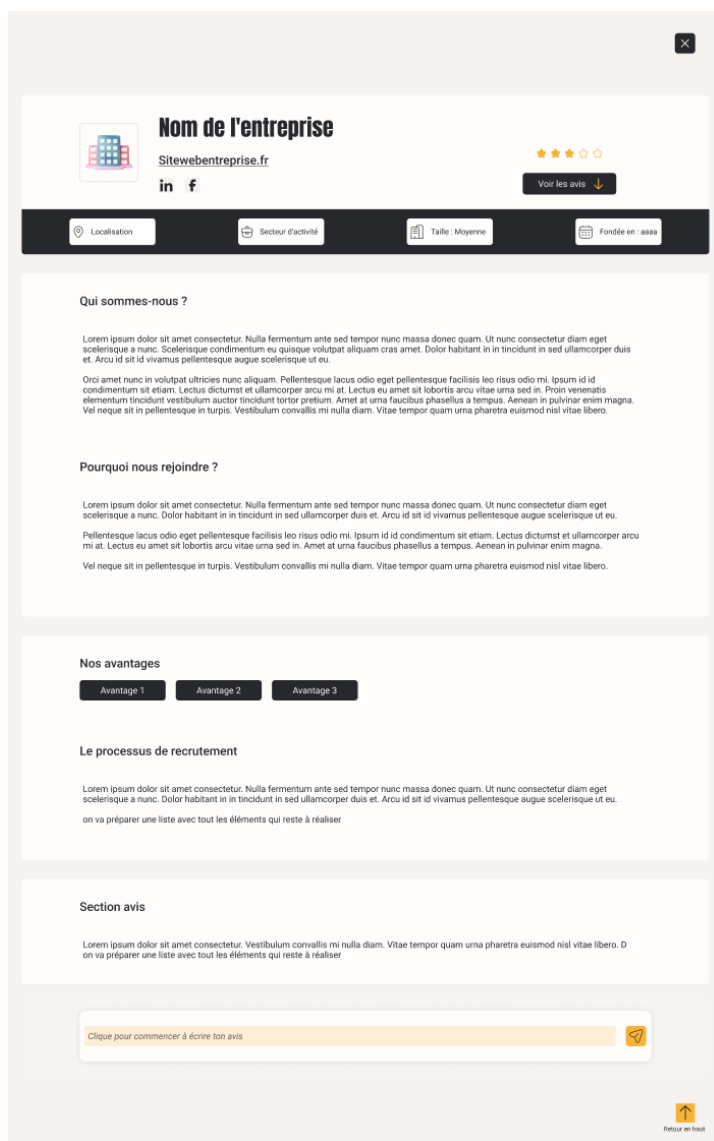 Nom de l'entreprise
Sitewebentreprise.fr
in f
Voir les avis
Localisation
Secteur d'activité
Taille : Moyenne
Fondée en : aaaa
Qui sommes-nous ?
Lorem ipsum dolor sit amet consectetur. Nulla fermentum ante sed tempor nunc massa donec quam. Ut nunc consectetur diam eget
scelerisque a nunc. Scelerisque condimentum eu quisque volutpat aliquam cras amet. Dolor habitant in in tincidunt in sed ullamcorper duis
et. Arcu id sit id vivamus pellentesque augue scelerisque ut eu.
Orci amet nunc in volutpat ultricies nunc aliquam. Pellentesque lacus odio eget pellentesque facilisis leo risus odio mi. Ipsum id id
condimentum sit etiam. Lectus dictumst et ullamcorper arcu mi at. Lectus eu amet sit lobortis arcu vitae urna sed in. Proin venenatis
elementum tincidunt vestibulum auctor tincidunt tortor pretium. Amet at urna faucibus phasellus a tempus. Aenean in pulvinar enim magna.
Vel neque sit in pellentesque in turpis. Vestibulum convallis mi nulla diam. Vitae tempor quam urna pharetra euismod nisl vitae libero.
Pourquoi nous rejoindre ?
Lorem ipsum dolor sit amet consectetur. Nulla fermentum ante sed tempor nunc massa donec quam. Ut nunc consectetur diam eget
scelerisque a nunc. Dolor habitant in in tincidunt in sed ullamcorper duis et. Arcu id sit id vivamus pellentesque augue scelerisque ut eu.
Pellentesque lacus odio eget pellentesque facilisis leo risus odio mi. Ipsum id id condimentum sit etiam. Lectus dictumst et ullamcorper arcu
mi at. Lectus eu amet sit lobortis arcu vitae urna sed in. Amet at urna faucibus phasellus a tempus. Aenean in pulvinar enim magna.
Vel neque sit in pellentesque in turpis. Vestibulum convallis mi nulla diam. Vitae tempor quam urna pharetra euismod nisl vitae libero.
Nos avantages
Avantage 1
Avantage 2
Avantage 3
Le processus de recrutement
Lorem ipsum dolor sit amet consectetur. Nulla fermentum ante sed tempor nunc massa donec quam. Ut nunc consectetur diam eget
scelerisque a nunc. Dolor habitant in in tincidunt in sed ullamcorper duis et. Arcu id sit id vivamus pellentesque augue scelerisque ut eu.
on va préparer une liste avec tout les éléments qui reste à réaliser
Section avis
Lorem ipsum dolor sit amet consectetur. Vestibulum convallis mi nulla diam. Vitae tempor quam urna pharetra euismod nisl vitae libero. D
on va préparer une liste avec tout les éléments qui reste à réaliser
Clique pour commencer à écrire ton avis
Retour en haut